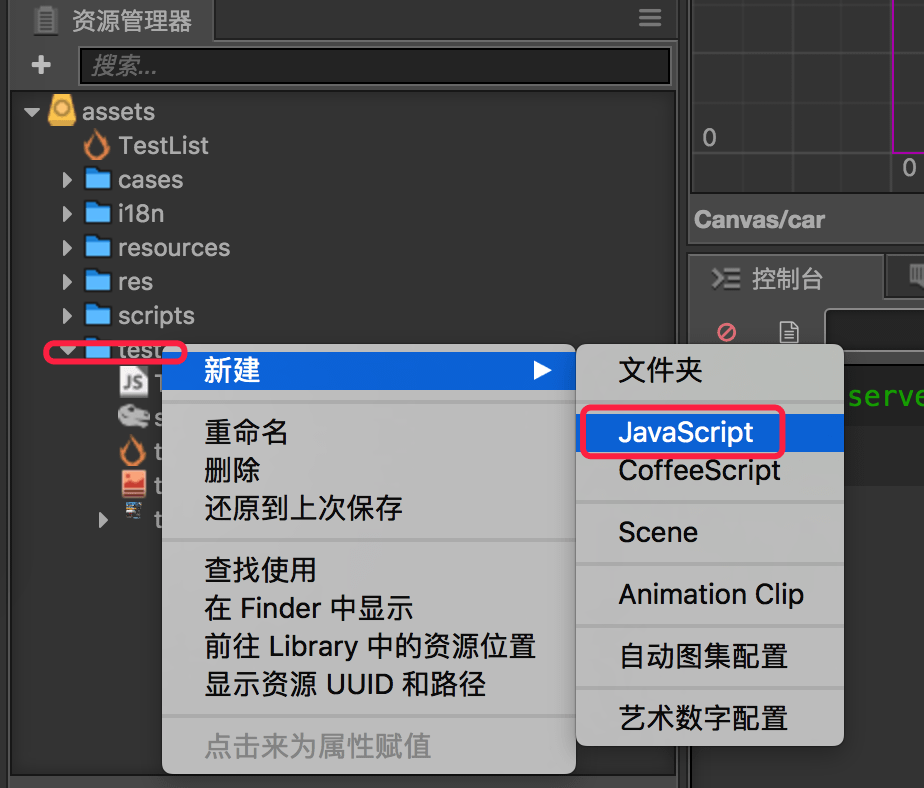 资源管理器
搜索...
assets
TestList
cases
i18n
resources
res
scripts
test
JS
新建
重命名
删除
还原到上次保存
查找使用
在 Finder 中显示
前往 Library 中的资源位置
显示资源 UUID 和路径
点击来为属性赋值
文件夹
JavaScript
CoffeeScript
Scene
Animation Clip
自动图集配置
艺术数字配置
0
0
Canvas/car
控制台
serve